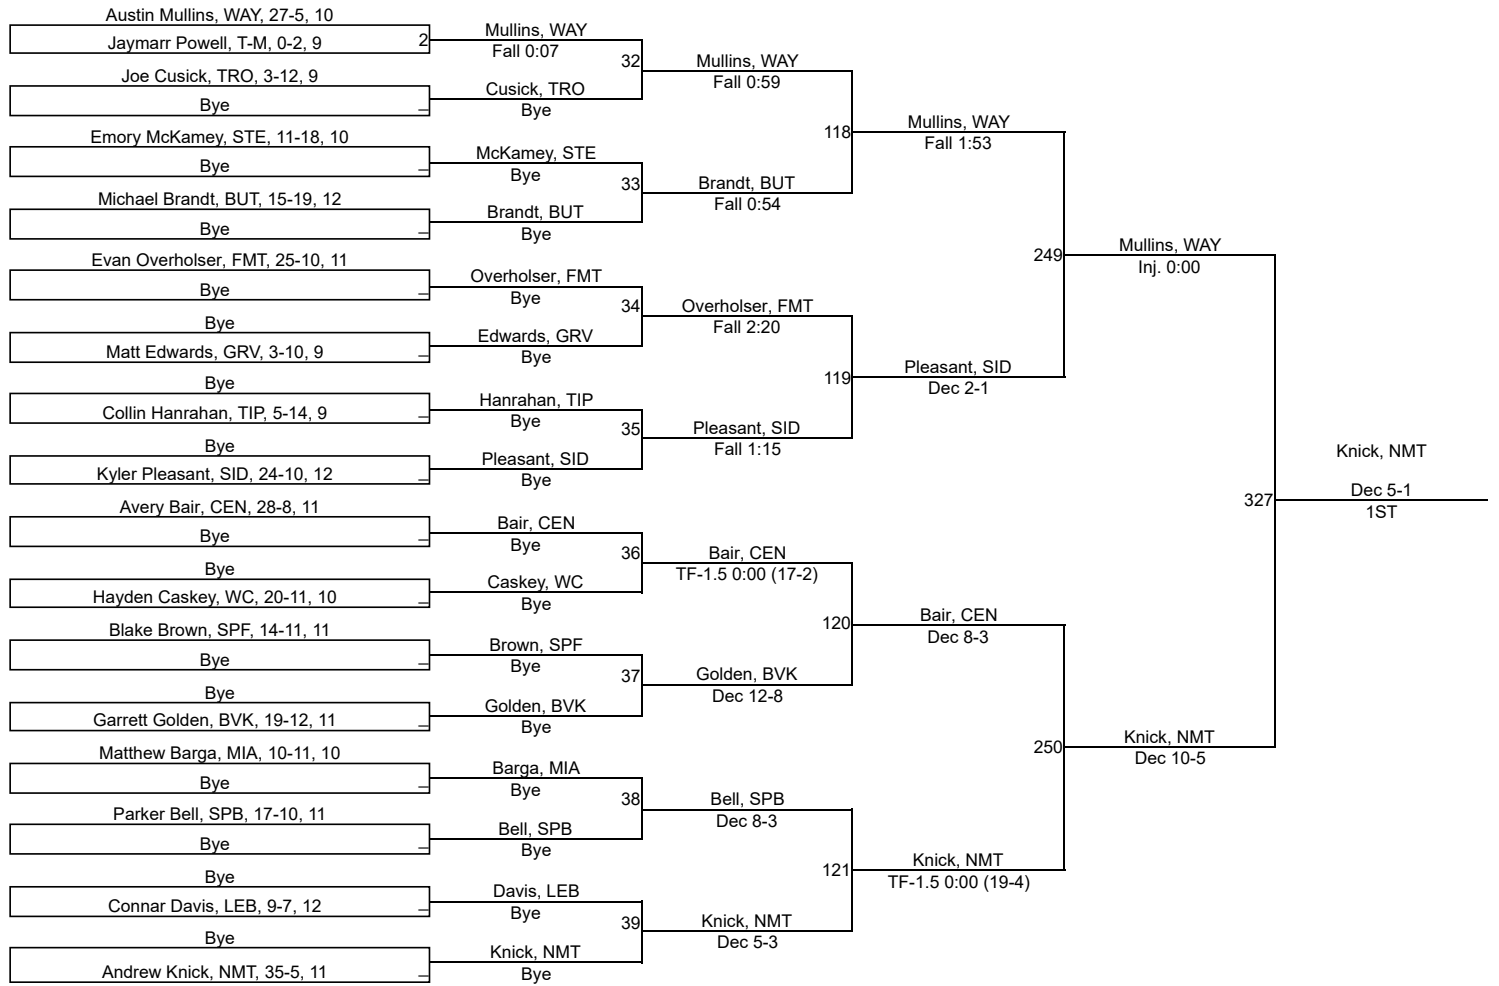 Austin Mullins, WAY, 27-5, 10
Jaymarr Powell, T-M, 0-2, 9
2
Joe Cusick, TRO, 3-12, 9
Bye
_
Emory McKamey, STE, 11-18, 10
Bye
_
Michael Brandt, BUT, 15-19, 12
Bye
_
Evan Overholser, FMT, 25-10, 11
Bye
_
Bye
Matt Edwards, GRV, 3-10, 9
_
Bye
Collin Hanrahan, TIP, 5-14, 9
_
Bye
Kyler Pleasant, SID, 24-10, 12
_
Avery Bair, CEN, 28-8, 11
Bye
_
Bye
Hayden Caskey, WC, 20-11, 10
_
Blake Brown, SPF, 14-11, 11
Bye
_
Bye
Garrett Golden, BVK, 19-12, 11
_
Matthew Barga, MIA, 10-11, 10
Bye
_
Parker Bell, SPB, 17-10, 11
Bye
_
Bye
Connar Davis, LEB, 9-7, 12
_
Bye
Andrew Knick, NMT, 35-5, 11
_
Mullins, WAY
Fall 0:07
32
Cusick, TRO
Bye
McKamey, STE
Bye
33
Brandt, BUT
Bye
Overholser, FMT
Bye
34
Edwards, GRV
Bye
Hanrahan, TIP
Bye
35
Pleasant, SID
Bye
Bair, CEN
Bye
36
Caskey, WC
Bye
Brown, SPF
Bye
37
Golden, BVK
Bye
Barga, MIA
Bye
38
Bell, SPB
Bye
Davis, LEB
Bye
39
Knick, NMT
Bye
Mullins, WAY
Fall 0:59
118
Brandt, BUT
Fall 0:54
Overholser, FMT
Fall 2:20
119
Pleasant, SID
Fall 1:15
Bair, CEN
TF-1.5 0:00 (17-2)
120
Golden, BVK
Dec 12-8
Bell, SPB
Dec 8-3
121
Knick, NMT
Dec 5-3
Mullins, WAY
Fall 1:53
249
Pleasant, SID
Dec 2-1
Bair, CEN
Dec 8-3
250
Knick, NMT
TF-1.5 0:00 (19-4)
Mullins, WAY
Inj. 0:00
327
Knick, NMT
Dec 10-5
Knick, NMT
Dec 5-1
1ST